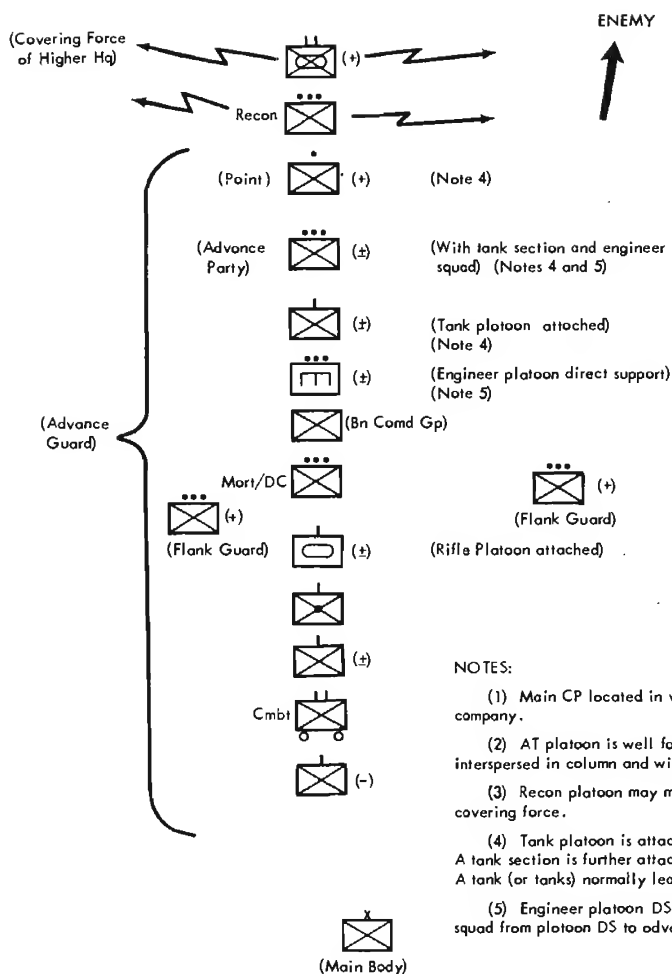 ENEMY
(Covering Force
of Higher Hq)
(+)
Recon
(Point)
(+)
(Note 4)
(Advance
Party)
(±)
(With tank section and engineer
squad) (Notes 4 and 5)
(±)
(Tank platoon attached)
(Note 4)
(±)
(Engineer platoon direct support)
(Note 5)
(Advance
Guard)
(Bn Comd Gp)
Mort/DC
(+)
(Flank Guard)
(+)
(Flank Guard)
(±)
(Rifle Platoon attached)
(±)
Cmbt
(-)
(Main Body)
NOTES:
(1) Main CP located in v
company.
(2) AT platoon is well fo
interspersed in column and wi
(3) Recon platoon may m
covering force.
(4) Tank platoon is attac
A tank section is further attac
A tank (or tanks) normally lea
(5) Engineer platoon DS
squad from platoon DS to adve